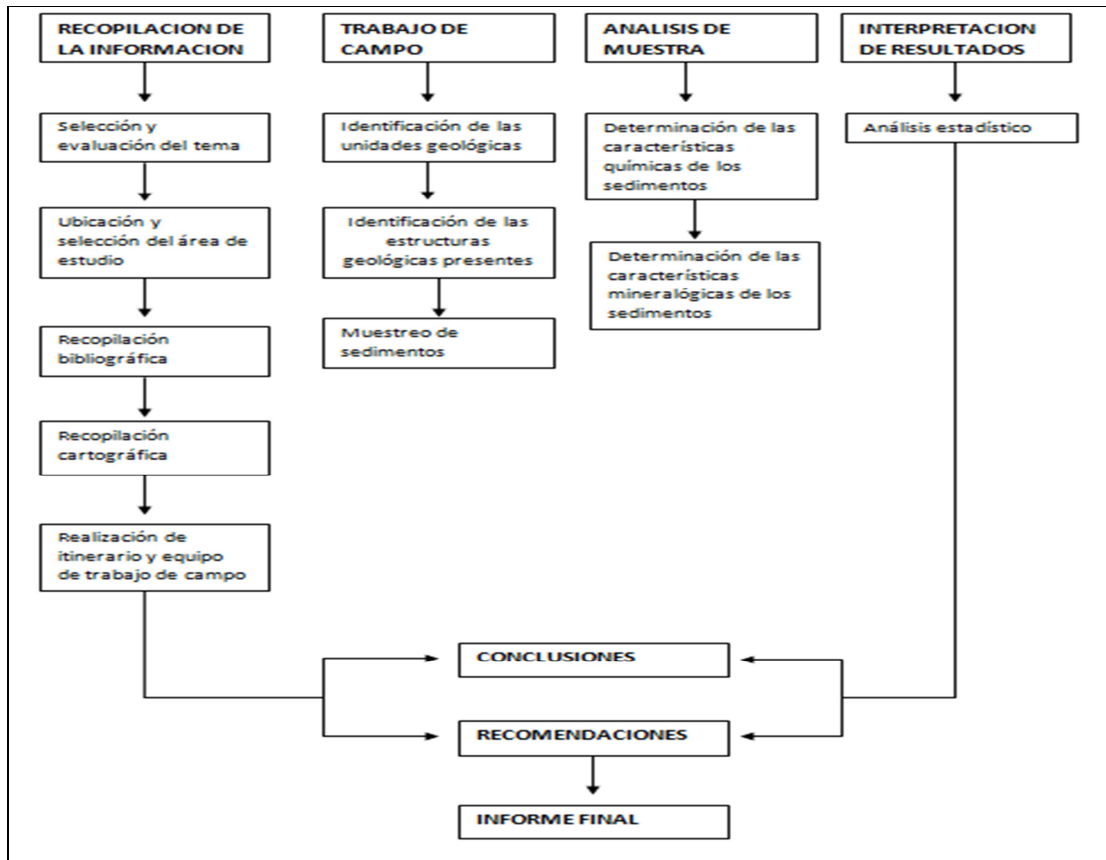 RECOPILACION DE
LA INFORMACION
Selección y
evaluación del tema
Ubicación y
selección del área de
estudio
Recopilación
bibliográfica
Recopilación
cartográfica
Realización de
itinerario y equipo
de trabajo de campo
TRABAJO DE
CAMPO
Identificación de las
unidades geológicas
Identificación de las
estructuras
geológicas presentes
Muestreo de
sedimentos
ANALISIS DE
MUESTRA
Determinación de las
características
químicas de los
sedimentos
Determinación de las
características
mineralógicas de los
sedimentos
INTERPRETACION
DE RESULTADOS
Análisis estadístico
CONCLUSIONES
RECOMENDACIONES
INFORME FINAL